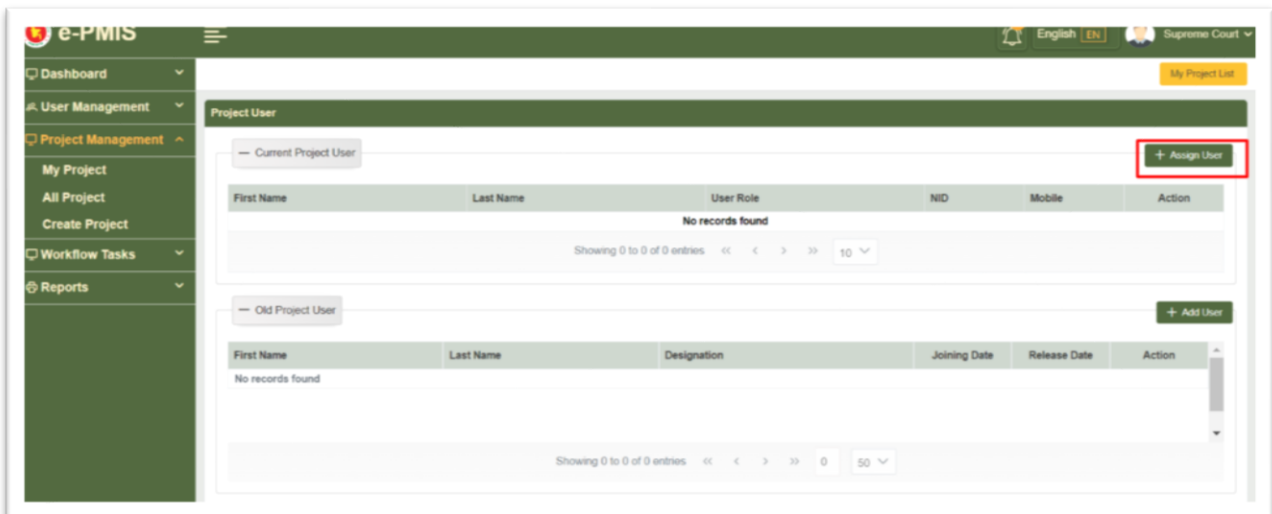 e-PMIS
English EN
Supreme Court
Dashboard
My Project List
User Management
Project User
Project Management
Current Project User
+ Assign User
My Project
All Project
First Name Last Name User Role NID Mobile Action
Create Project
No records found
Workflow Tasks
Showing 0 to 0 of 0 entries << < > >> 10
Reports
Old Project User
+ Add User
First Name Last Name Designation Joining Date Release Date Action
No records found
Showing 0 to 0 of 0 entries << < > >> 0 50